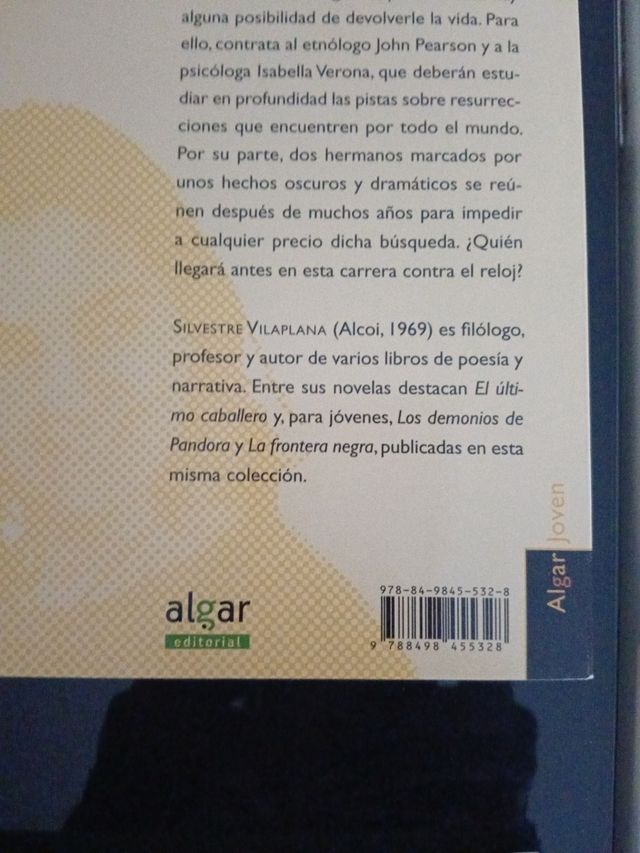 alguna posibilidad de devolverle la vida. Para
ello, contrata al etnólogo John Pearson y a la
psicóloga Isabella Verona, que deberán estu-
diar en profundidad las pistas sobre resurrec-
ciones que encuentren por todo el mundo.
Por su parte, dos hermanos marcados por
unos hechos oscuros y dramáticos se reú-
nen después de muchos años para impedir
a cualquier precio dicha búsqueda. ¿Quién
llegará antes en esta carrera contra el reloj?
SILVESTRE VILAPLANA (Alcoi, 1969) es filólogo,
profesor y autor de varios libros de poesía y
narrativa. Entre sus novelas destacan El últi-
mo caballero y, para jóvenes, Los demonios de
Pandora y La frontera negra, publicadas en esta
misma colección.
algar
editorial
978-84-9845-532-8
9 788498 455328
Algar Joven